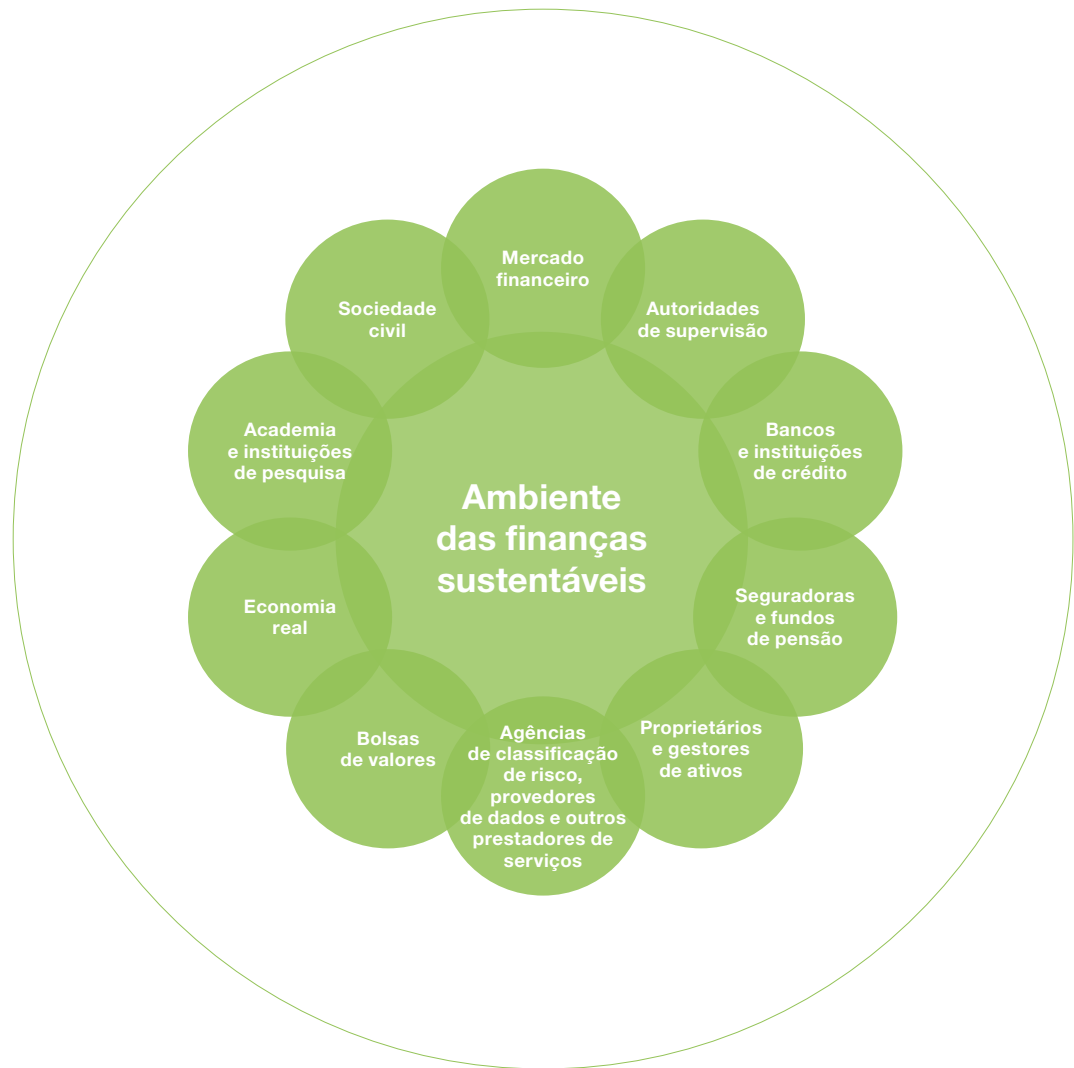 Mercado
financeiro
Autoridades
de supervisão
Bancos
e instituições
de crédito
Seguradoras
e fundos
de pensão
Proprietários
e gestores
de ativos
Agências
de classificação
de risco,
provedores
de dados e outros
prestadores de
serviços
Bolsas
de valores
Economia
real
Academia
e instituições
de pesquisa
Sociedade
civil
Ambiente
das finanças
sustentáveis